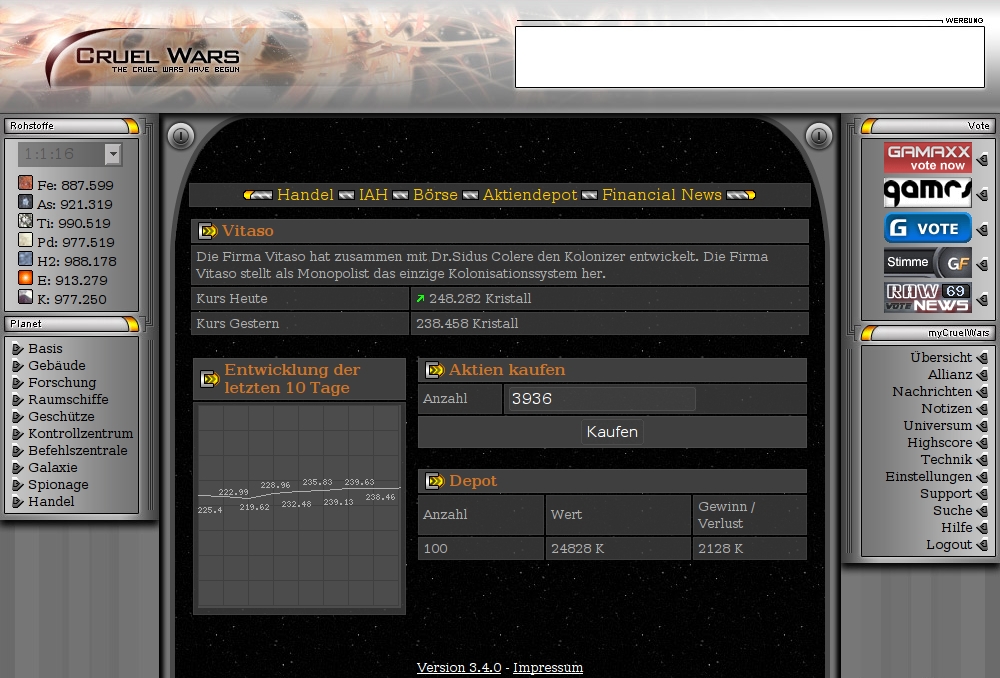 WERBUNG
CRUEL WARS
THE CRUEL WARS HAVE BEGUN
Rohstoffe
1:1:16
Fe: 887.599
As: 921.319
Ti: 990.519
Pd: 977.519
H2: 988.178
E: 913.279
K: 977.250
Planet
Basis
Gebäude
Forschung
Raumschiffe
Geschütze
Kontrollzentrum
Befehlszentrale
Galaxie
Spionage
Handel
Handel IAH Börse Aktiendepot Financial News
Vitaso
Die Firma Vitaso hat zusammen mit Dr.Sidus Colere den Kolonizer entwickelt. Die Firma
Vitaso stellt als Monopolist das einzige Kolonisationssystem her.
Kurs Heute 248.282 Kristall
Kurs Gestern 238.458 Kristall
Entwicklung der
letzten 10 Tage
225.4 222.99 219.62 228.96 232.48 235.83 239.13 239.63 238.46
Aktien kaufen
Anzahl 3936
Kaufen
Depot
Anzahl Wert Gewinn /
Verlust
100 24828 K 2128 K
Version 3.4.0 - Impressum
Vote
GAMAXX
vote now
gamrs
G VOTE
Stimme GF
RAW 69
VOTE NEWS
myCruelWars
Übersicht
Allianz
Nachrichten
Notizen
Universum
Highscore
Technik
Einstellungen
Support
Suche
Hilfe
Logout